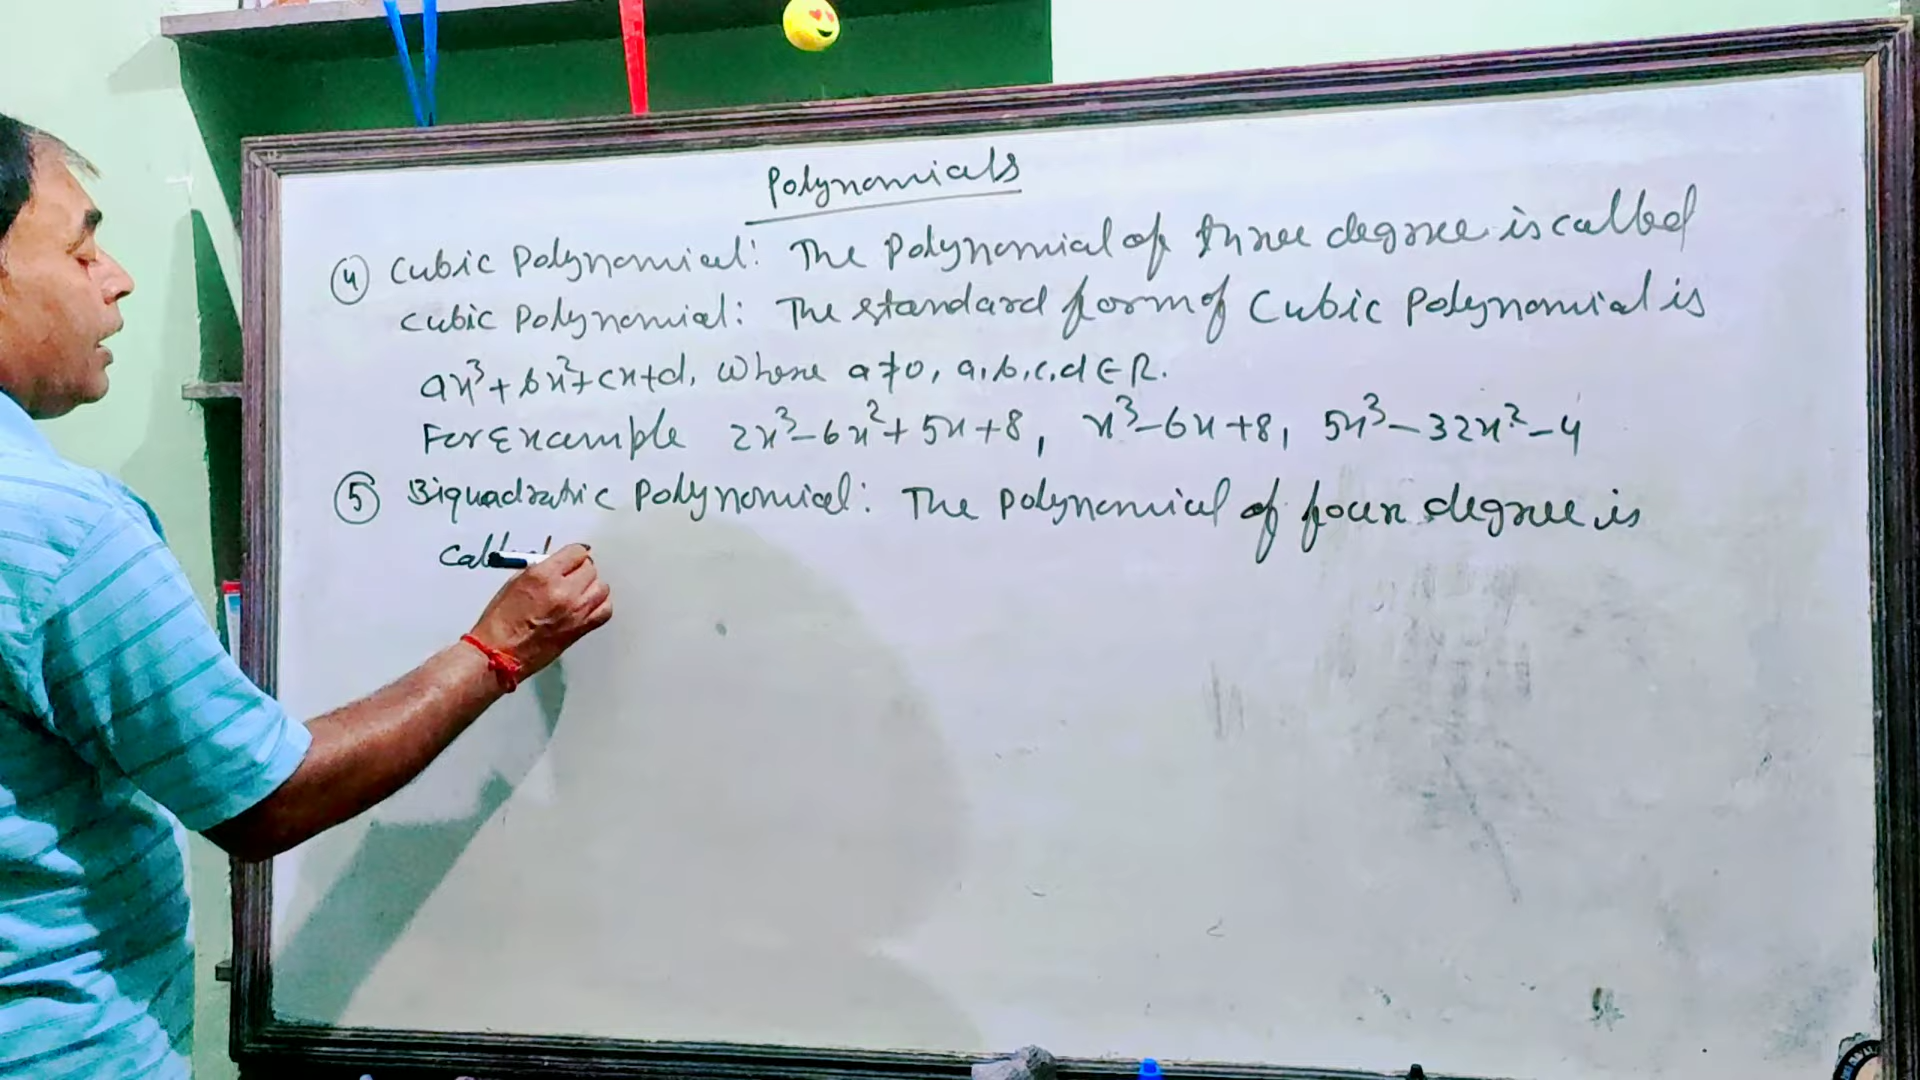 Polynomials
④ Cubic Polynomial: The Polynomial of three degree is called
Cubic Polynomial: The standard form of Cubic Polynomial is
ax³+bx²+cx+d, where a≠0, a,b,c,d∈R.
For Example 2x³-6x²+5x+8, x³-6x+8, 5x³-32x²-4
⑤ Biquadratic Polynomial: The Polynomial of four degree is